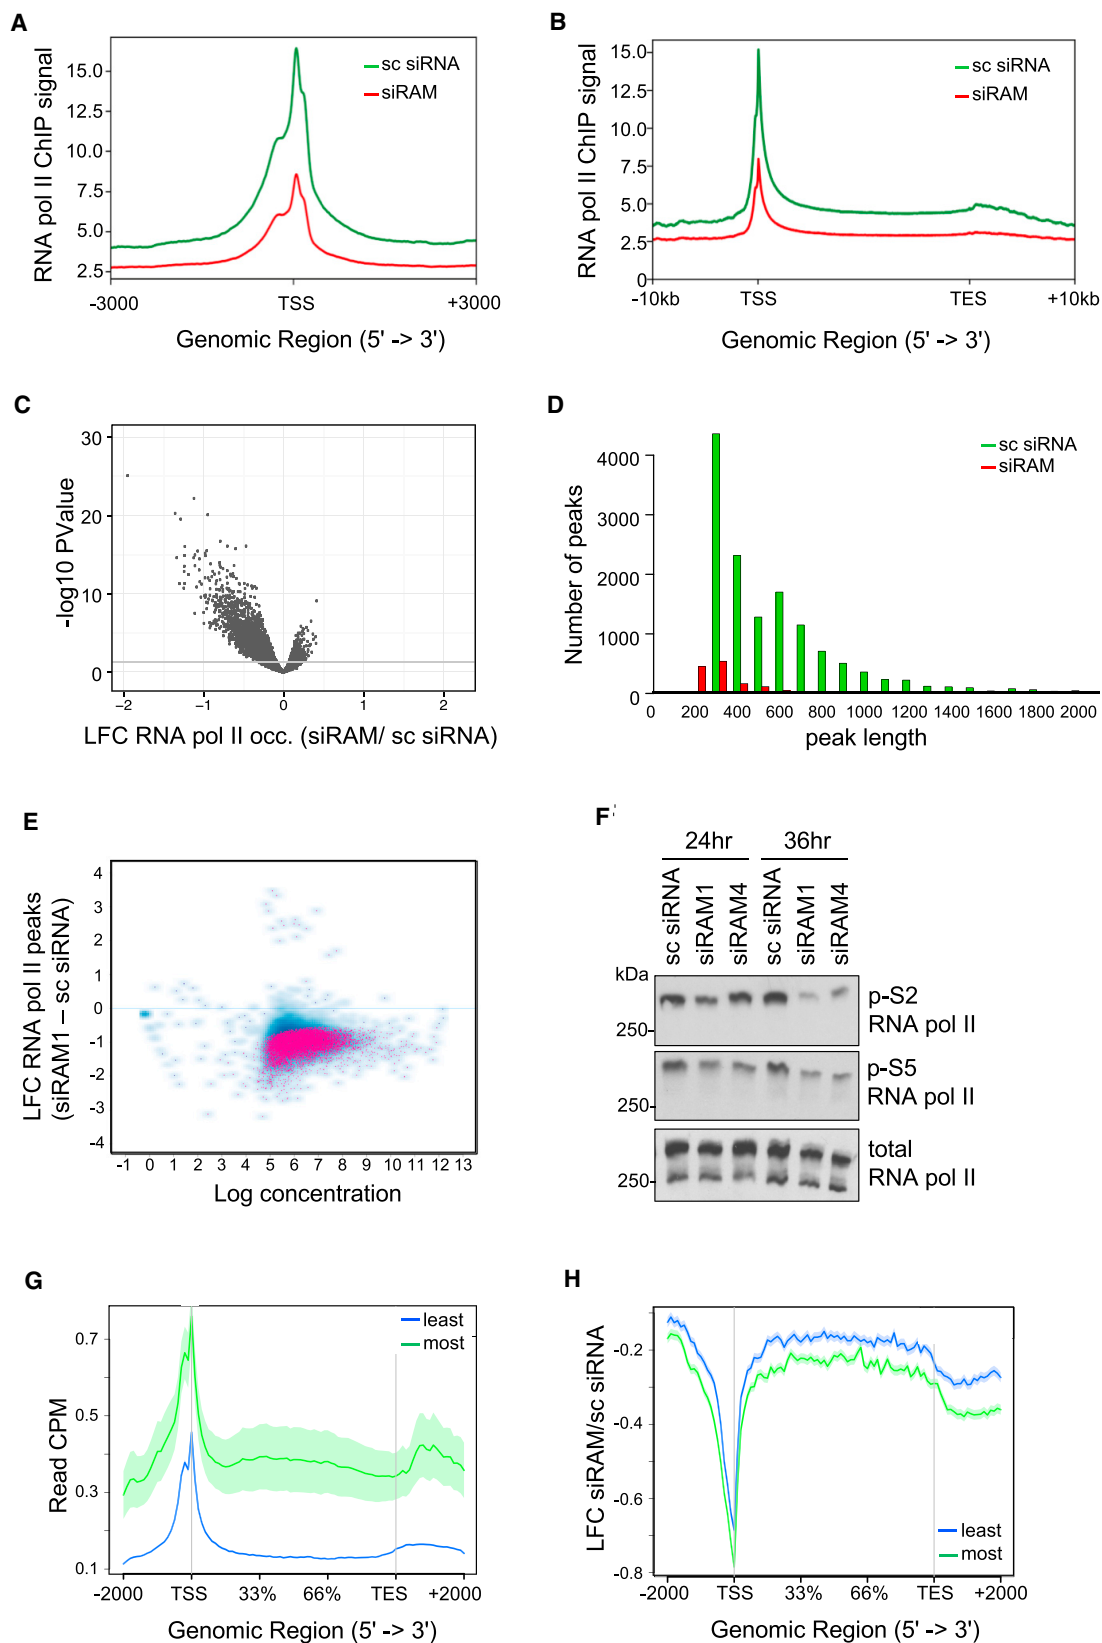 A
RNA pol II ChIP signal
15.0
12.5
10.0
7.5
5.0
2.5
sc siRNA
siRAM
-3000
TSS
+3000
Genomic Region (5' -> 3')
B
RNA pol II ChIP signal
15.0
12.5
10.0
7.5
5.0
2.5
0
sc siRNA
siRAM
-10kb
TSS
TES
+10kb
Genomic Region (5' -> 3')
C
-log10 PValue
30
20
10
0
−2
−1
0
1
2
LFC RNA pol II occ. (siRAM/ sc siRNA)
D
Number of peaks
4000
3000
2000
1000
0
sc siRNA
siRAM
0 200 400 600 800 1000 1200 1400 1600 1800 2000
peak length
E
LFC RNA pol II peaks
(siRAM1 – sc siRNA)
4
3
2
1
0
-1
-2
-3
-4
-1 0 1 2 3 4 5 6 7 8 9 10 11 12 13
Log concentration
F
24hr
36hr
sc siRNA
siRAM1
siRAM4
sc siRNA
siRAM1
siRAM4
kDa
250-
p-S2
RNA pol II
250-
p-S5
RNA pol II
250-
total
RNA pol II
G
Read CPM
0.7
0.5
0.3
0.1
least
most
-2000
TSS
33%
66%
TES
+2000
Genomic Region (5' -> 3')
H
LFC siRAM/sc siRNA
-0.2
-0.4
-0.6
-0.8
least
most
-2000
TSS
33%
66%
TES
+2000
Genomic Region (5' -> 3')